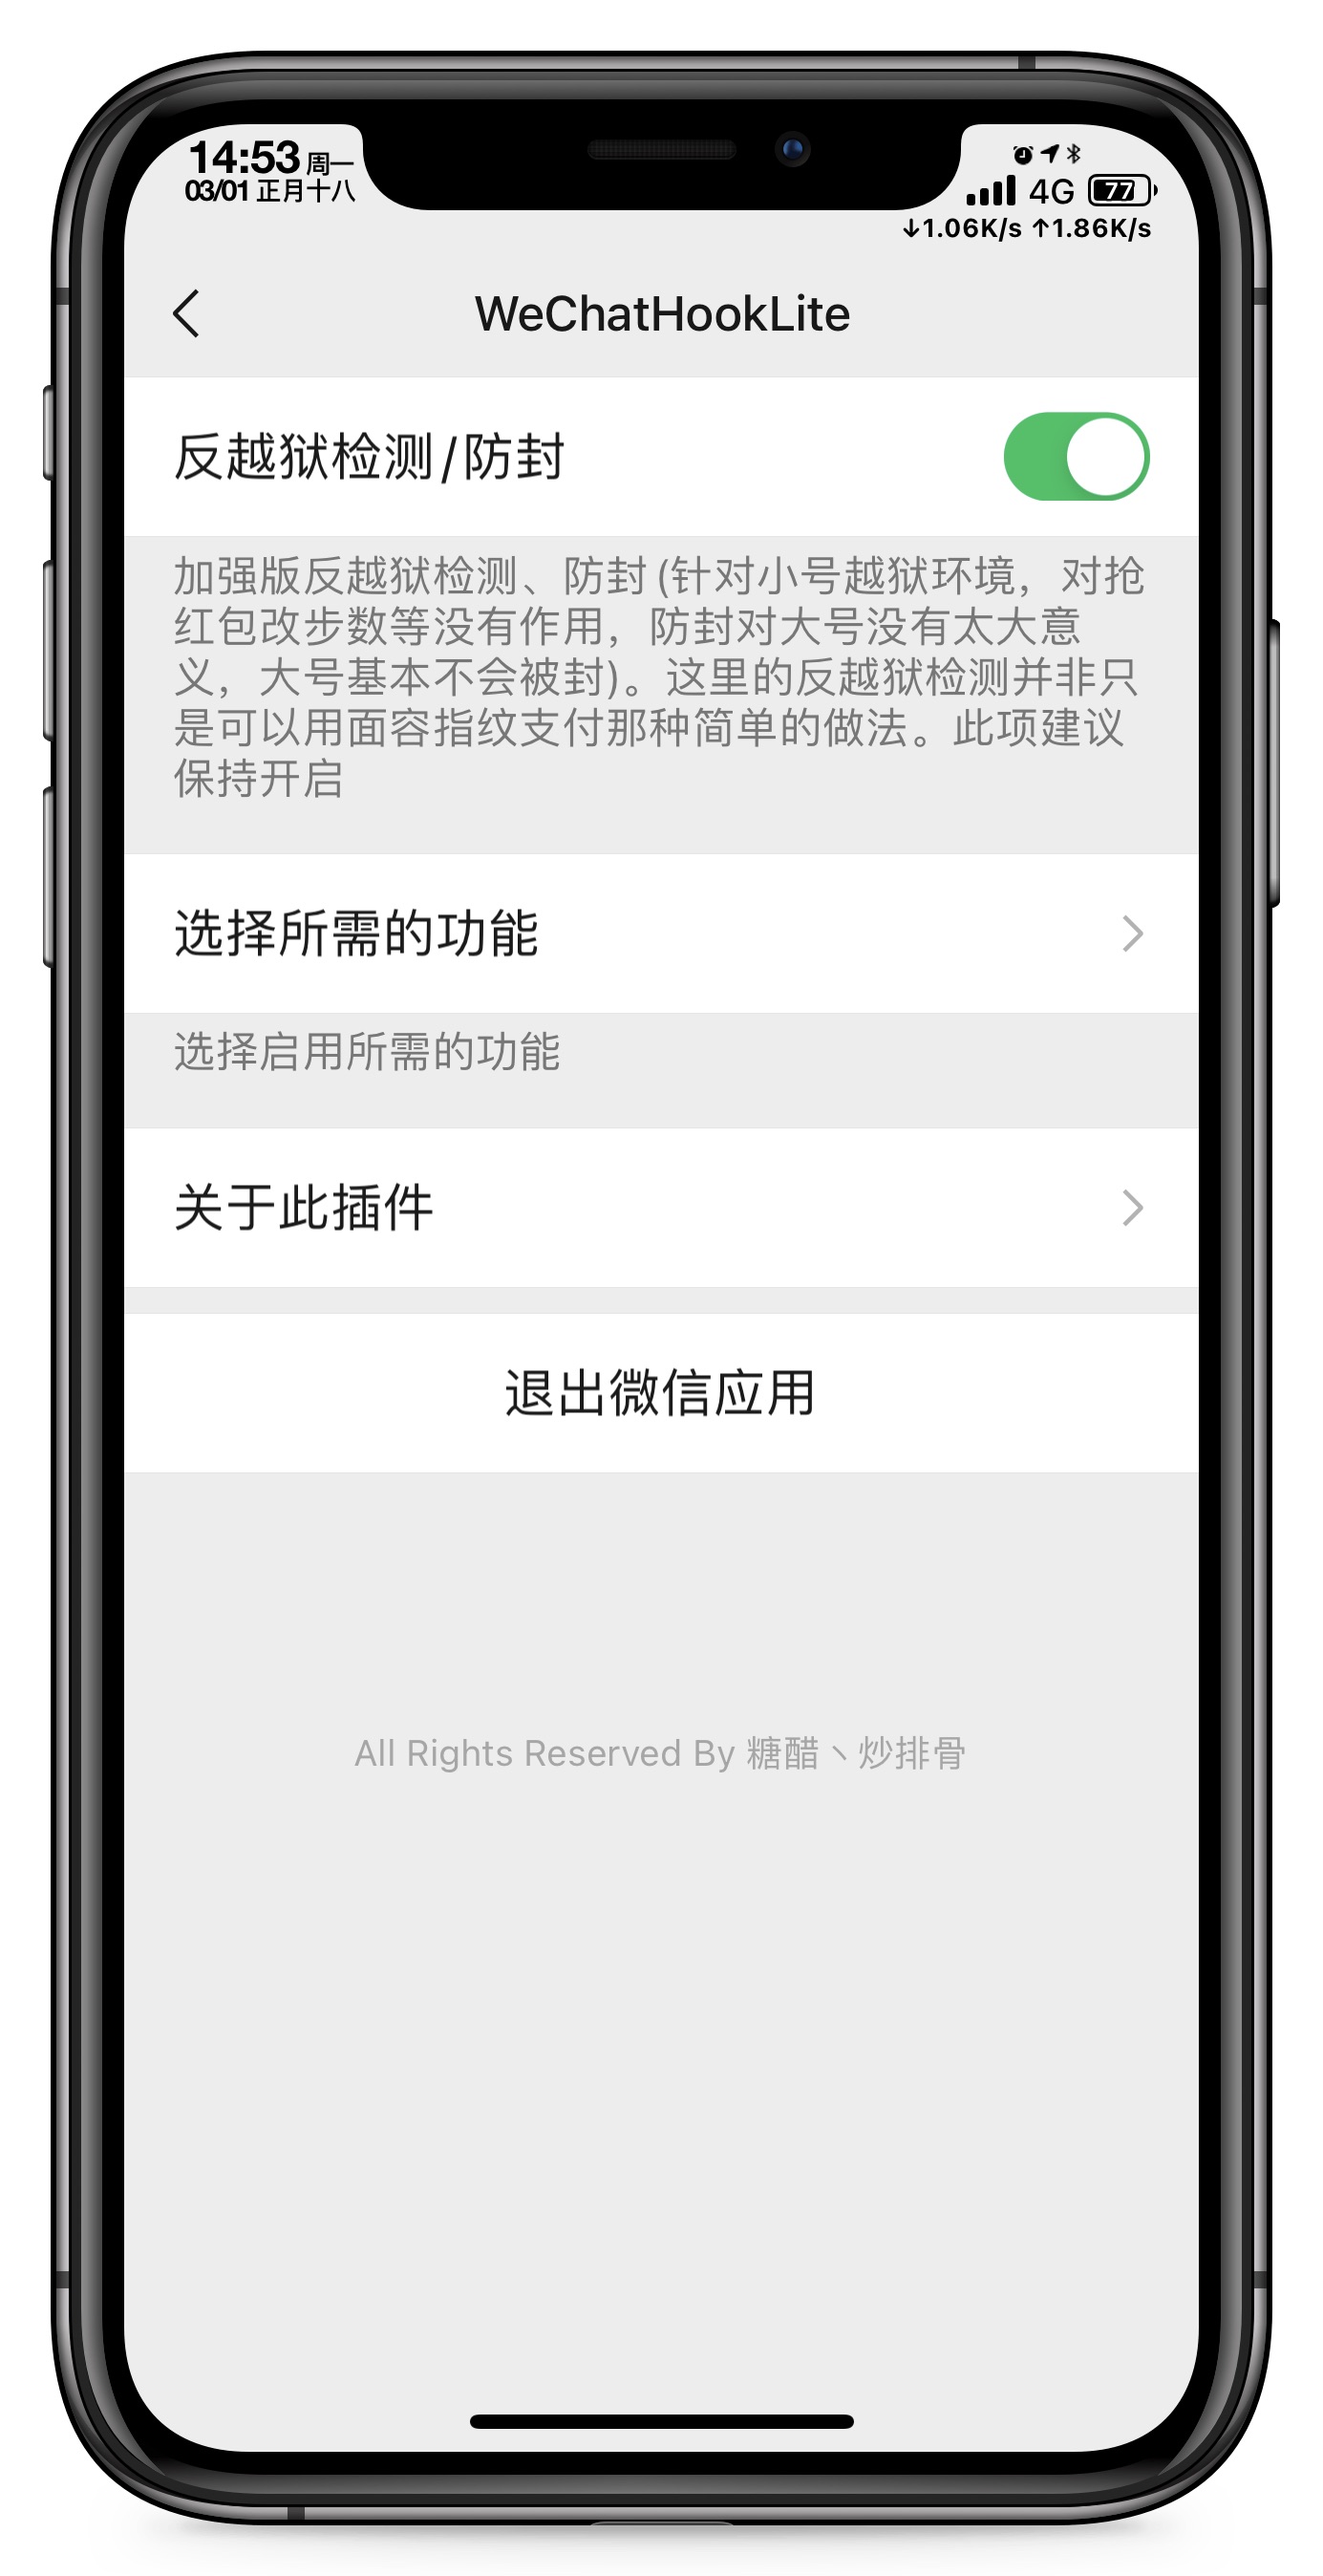 14:53 周一
03/01 正月十八
4G 77
↓1.06K/s ↑1.86K/s
WeChatHookLite
反越狱检测/防封
加强版反越狱检测、防封(针对小号越狱环境，对抢
红包改步数等没有作用，防封对大号没有太大意
义，大号基本不会被封)。这里的反越狱检测并非只
是可以用面容指纹支付那种简单的做法。此项建议
保持开启
选择所需的功能
选择启用所需的功能
关于此插件
退出微信应用
All Rights Reserved By 糖醋丶炒排骨